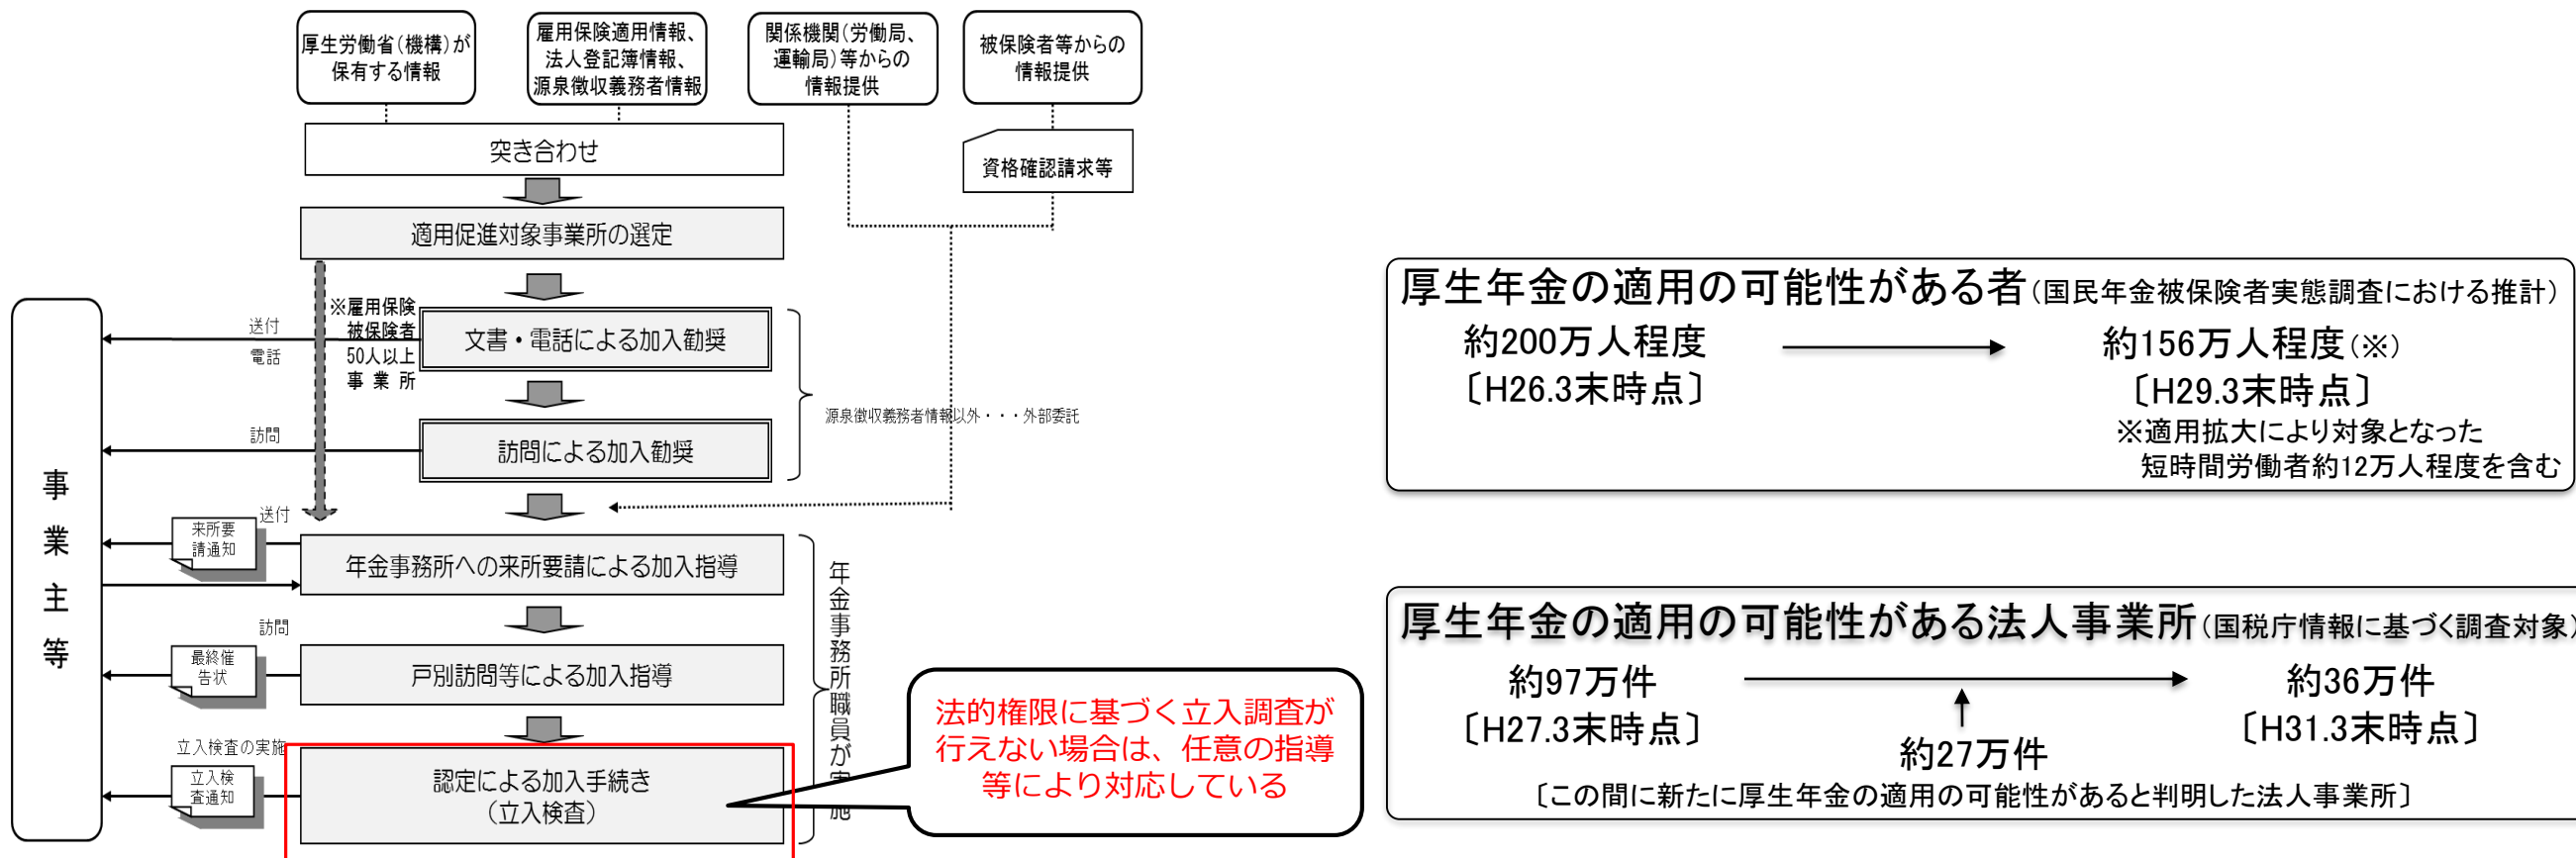 厚生労働省（機構）が
保有する情報
雇用保険適用情報、
法人登記簿情報、
源泉徴収義務者情報
関係機関（労働局、
運輸局）等からの
情報提供
被保険者等からの
情報提供
突き合わせ
資格確認請求等
適用促進対象事業所の選定
※雇用保険
被保険者
50人以上
事業所
送付
電話
文書・電話による加入勧奨
源泉徴収義務者情報以外・・・外部委託
訪問
訪問による加入勧奨
事業主等
送付
来所要
請通知
年金事務所への来所要請による加入指導
年金事務所職員が実施
訪問
最終催
告状
戸別訪問等による加入指導
立入検査の実施
立入検
査通知
認定による加入手続き
（立入検査）
法的権限に基づく立入調査が
行えない場合は、任意の指導
等により対応している
厚生年金の適用の可能性がある者（国民年金被保険者実態調査における推計）
約200万人程度
〔H26.3末時点〕
約156万人程度（※）
〔H29.3末時点〕
※適用拡大により対象となった
短時間労働者約12万人程度を含む
厚生年金の適用の可能性がある法人事業所（国税庁情報に基づく調査対象）
約97万件
〔H27.3末時点〕
約36万件
〔H31.3末時点〕
約27万件
〔この間に新たに厚生年金の適用の可能性があると判明した法人事業所〕